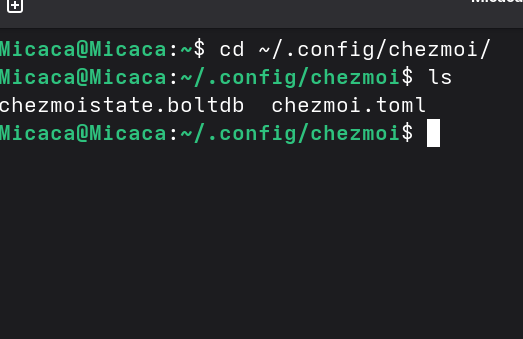 Micaca@Micaca:~$ cd ~/.config/chezmoi/
Micaca@Micaca:~/.config/chezmoi$ ls
chezmoistate.boltdb  chezmoi.toml
Micaca@Micaca:~/.config/chezmoi$